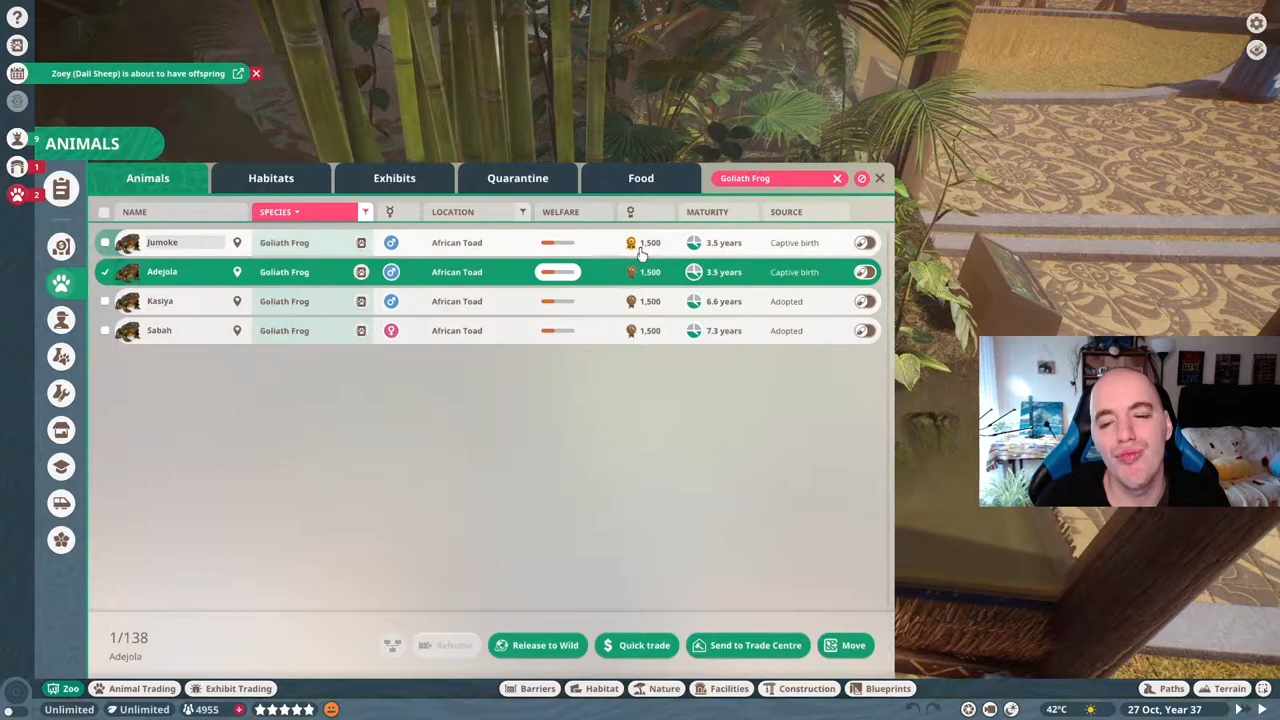 ?
Zoey (Dall Sheep) is about to have offspring
9
1
2
ANIMALS
Animals
Habitats
Exhibits
Quarantine
Food
Goliath Frog
NAME
SPECIES
LOCATION
WELFARE
MATURITY
SOURCE
Jumoke Goliath Frog African Toad 1,500 3.5 years Captive birth
Adejola Goliath Frog African Toad 1,500 3.5 years Captive birth
Kasiya Goliath Frog African Toad 1,500 6.6 years Adopted
Sabah Goliath Frog African Toad 1,500 7.3 years Adopted
1/138
Adejola
Rehome
Release to Wild
$ Quick trade
Send to Trade Centre
Move
Zoo
Animal Trading
Exhibit Trading
Barriers
Habitat
Nature
Facilities
Construction
Blueprints
Paths
Terrain
Unlimited
Unlimited
4955
42°C
27 Oct, Year 37